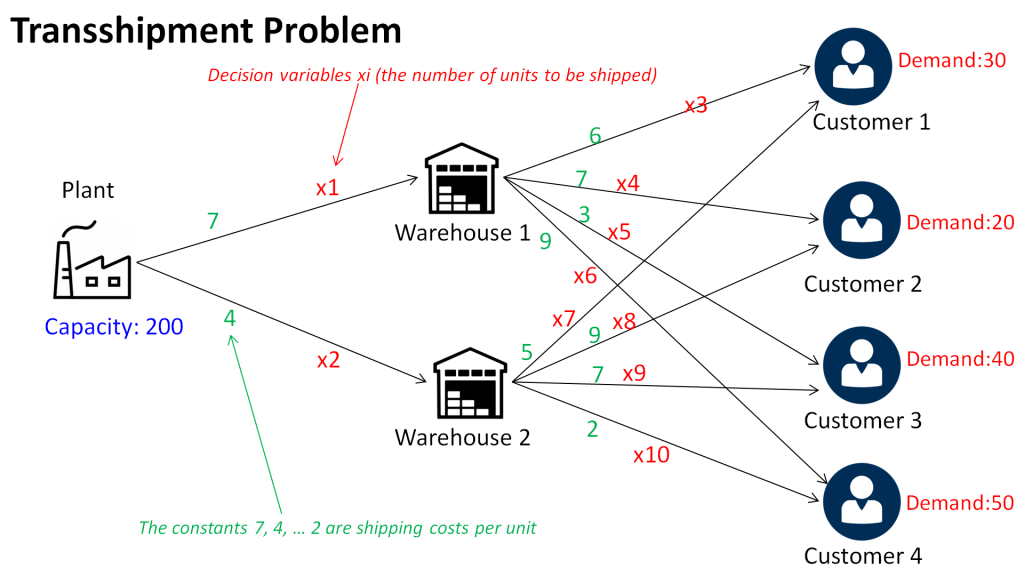 Transshipment Problem
Decision variables xi (the number of units to be shipped)
Demand:30
x3
Customer 1
6
Plant
x1
7
x4
7
3
Warehouse 1
x5
9
Demand:20
Customer 2
x6
Capacity: 200
4
x7
x8
9
5
x2
7
x9
Demand:40
Customer 3
Warehouse 2
2
x10
Demand:50
The constants 7, 4, ... 2 are shipping costs per unit
Customer 4